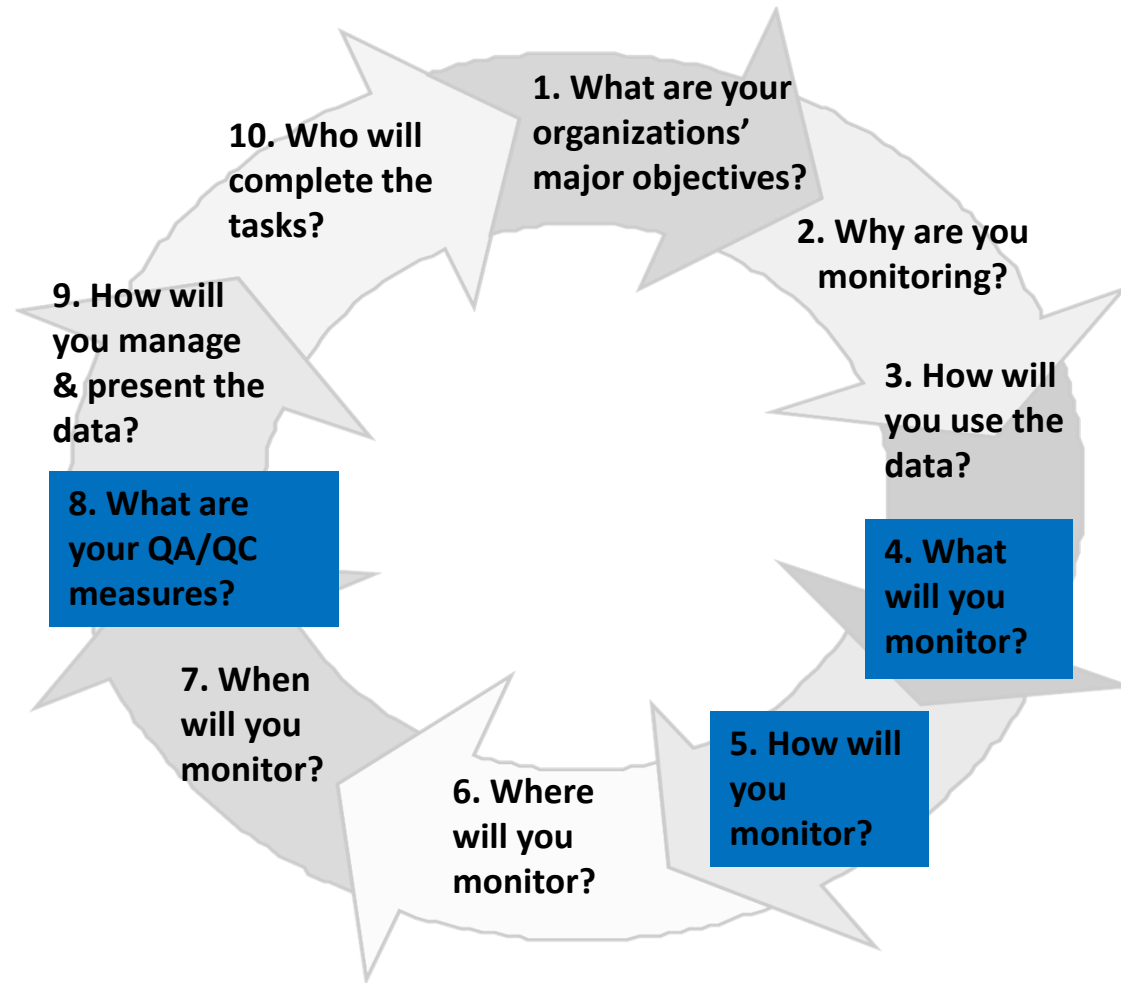 1. What are your
organizations’
major objectives?
2. Why are you
monitoring?
3. How will
you use the
data?
4. What
will you
monitor?
5. How will
you
monitor?
6. Where
will you
monitor?
7. When
will you
monitor?
8. What are
your QA/QC
measures?
9. How will
you manage
& present the
data?
10. Who will
complete the
tasks?